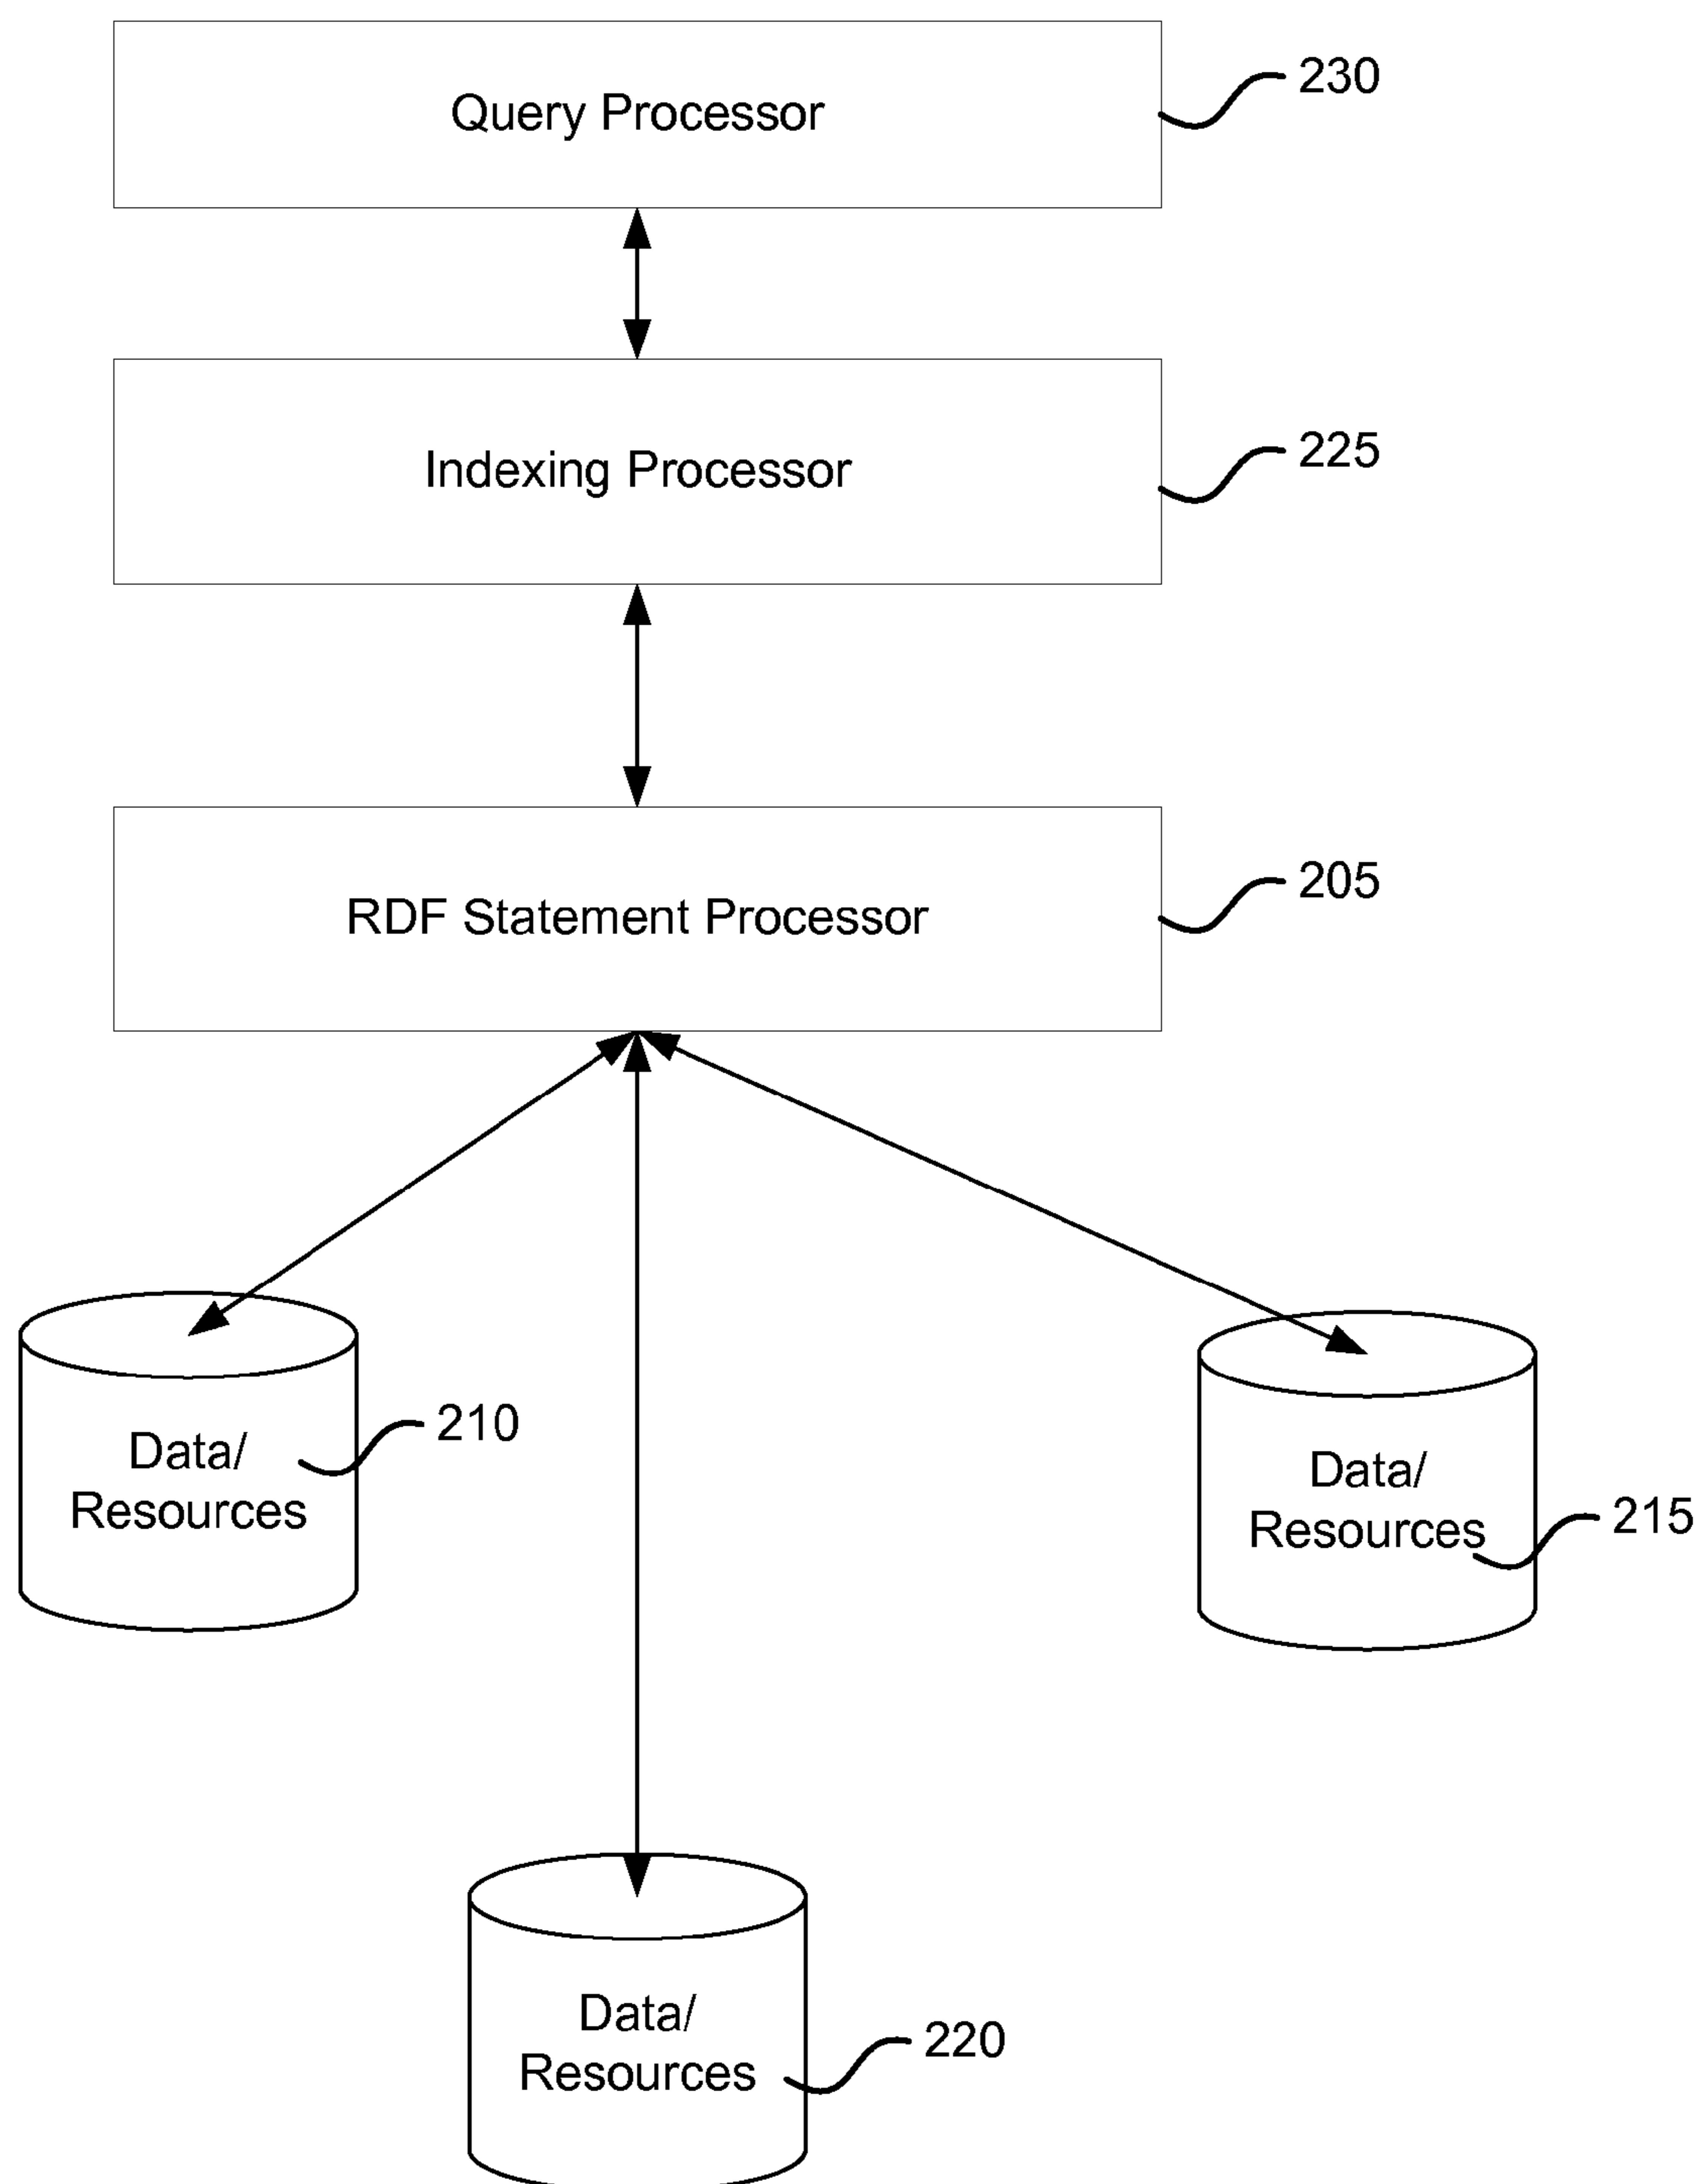 Query Processor
230
Indexing Processor
225
RDF Statement Processor
205
Data/
Resources
210
Data/
Resources
215
Data/
Resources
220